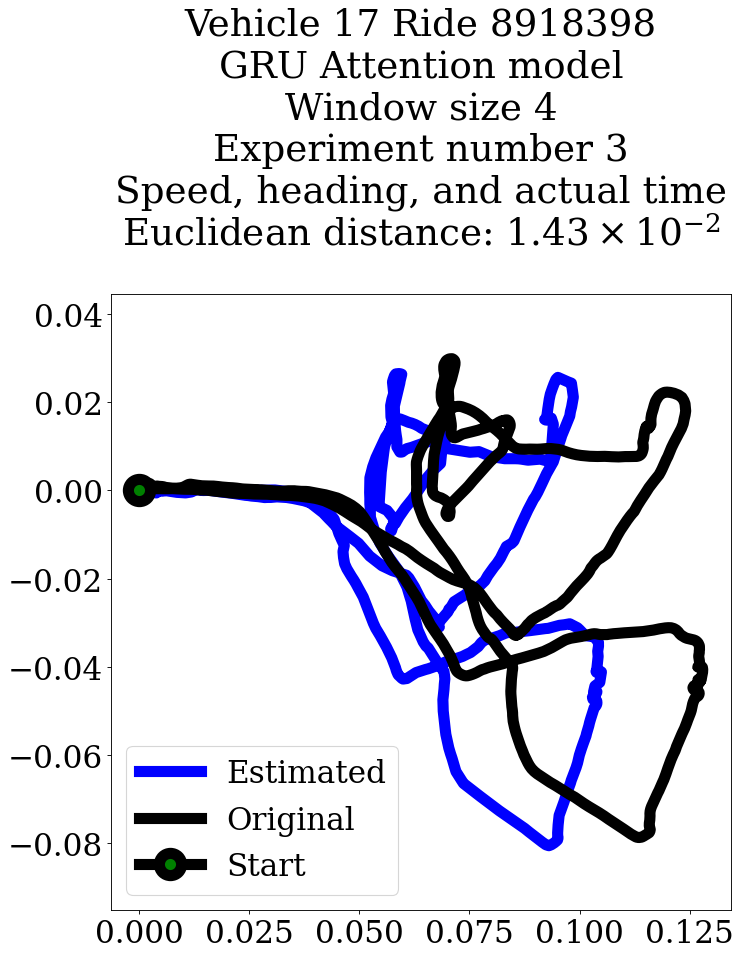 Vehicle 17 Ride 8918398
GRU Attention model
Window size 4
Experiment number 3
Speed, heading, and actual time
Euclidean distance: 1.43 × 10⁻²
0.04
0.02
0.00
−0.02
−0.04
−0.06
−0.08
Estimated
Original
Start
0.000 0.025 0.050 0.075 0.100 0.125